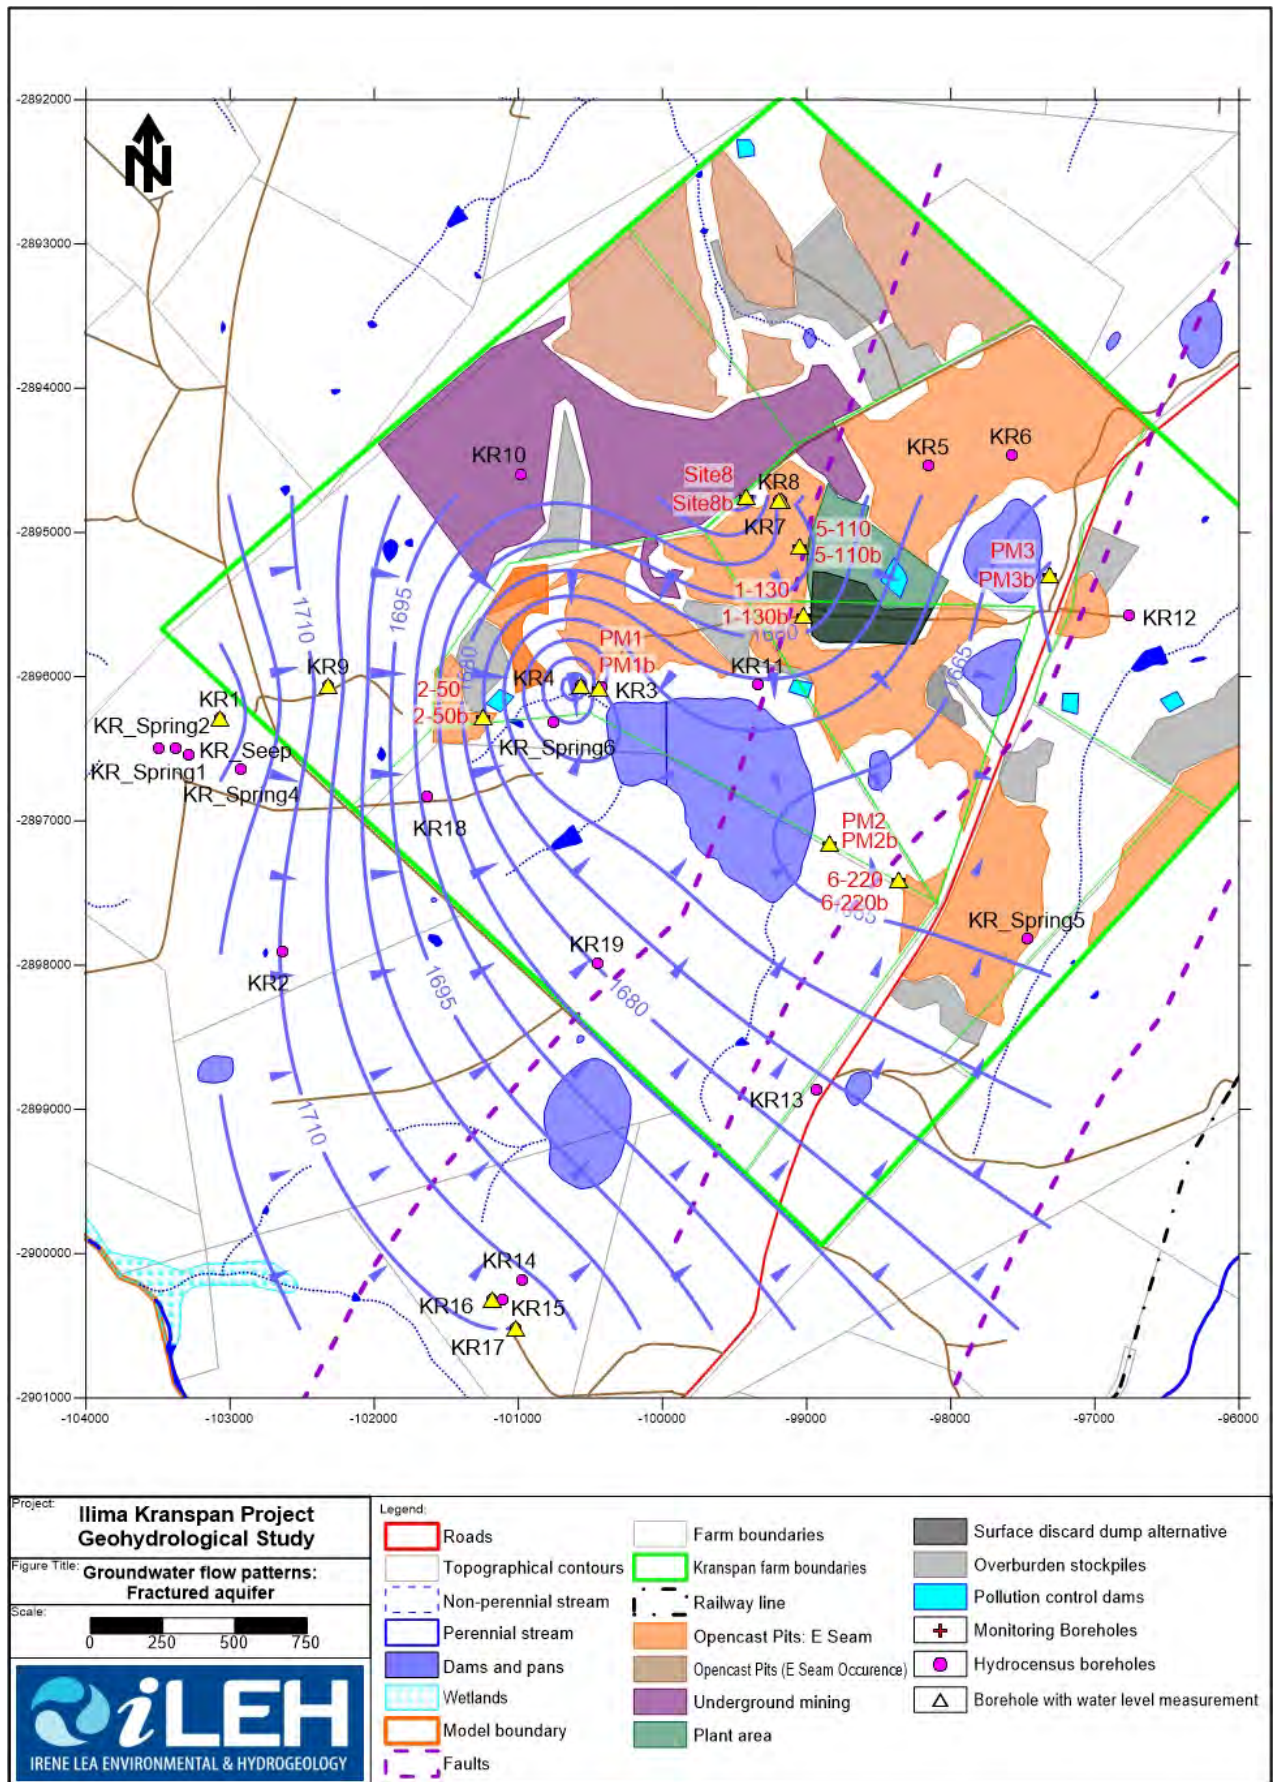 -2892000
N
-2893000
-2894000
KR10
KR5
KR6
Site8
KR8
Site8b
-2895000
KR7
5-110
5-110b
PM3
PM3b
1710
1695
1-130
1-130b
1680
KR12
PM1
PM1b
-2896000
KR9
KR1
1680
2-50
2-50b
KR4
KR3
KR11
1665
KR_Spring2
KR_Seep
KR_Spring1
KR_Spring4
KR_Spring6
-2897000
KR18
PM2
PM2b
6-220
6-220b
1665
KR_Spring5
-2898000
KR2
KR19
1695
1680
-2899000
1710
KR13
-2900000
KR14
KR16
KR15
KR17
-2901000
-104000
-103000
-102000
-101000
-100000
-99000
-98000
-97000
-96000
Project:
Ilima Kranspan Project
Geohydrological Study
Figure Title:
Groundwater flow patterns:
Fractured aquifer
Scale:
0 250 500 750
iLEH
IRENE LEA ENVIRONMENTAL & HYDROGEOLOGY
Legend:
Roads
Topographical contours
Non-perennial stream
Perennial stream
Dams and pans
Wetlands
Model boundary
Faults
Farm boundaries
Kranspan farm boundaries
Railway line
Opencast Pits: E Seam
Opencast Pits (E Seam Occurence)
Underground mining
Plant area
Surface discard dump alternative
Overburden stockpiles
Pollution control dams
Monitoring Boreholes
Hydrocensus boreholes
Borehole with water level measurement